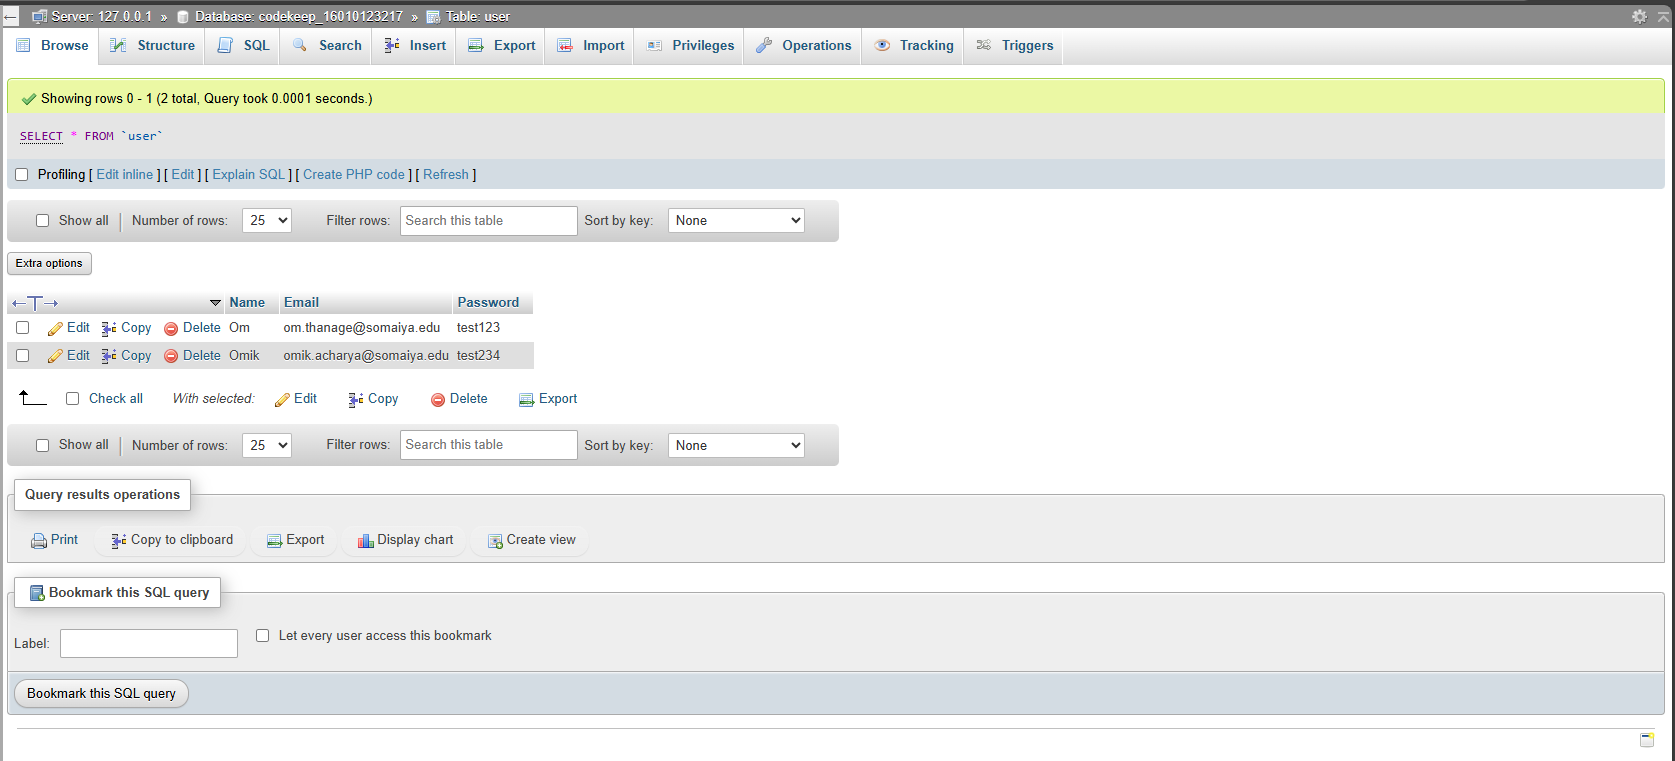 Server: 127.0.0.1 » Database: codekeep_16010123217 » Table: user
Browse Structure SQL Search Insert Export Import Privileges Operations Tracking Triggers
Showing rows 0 - 1 (2 total, Query took 0.0001 seconds.)
SELECT * FROM `user`
Profiling [ Edit inline ] [ Edit ] [ Explain SQL ] [ Create PHP code ] [ Refresh ]
Show all Number of rows: 25 Filter rows: Search this table Sort by key: None
Extra options
Name Email Password
Edit Copy Delete Om om.thanage@somaiya.edu test123
Edit Copy Delete Omik omik.acharya@somaiya.edu test234
Check all With selected: Edit Copy Delete Export
Show all Number of rows: 25 Filter rows: Search this table Sort by key: None
Query results operations
Print Copy to clipboard Export Display chart Create view
Bookmark this SQL query
Label: Let every user access this bookmark
Bookmark this SQL query